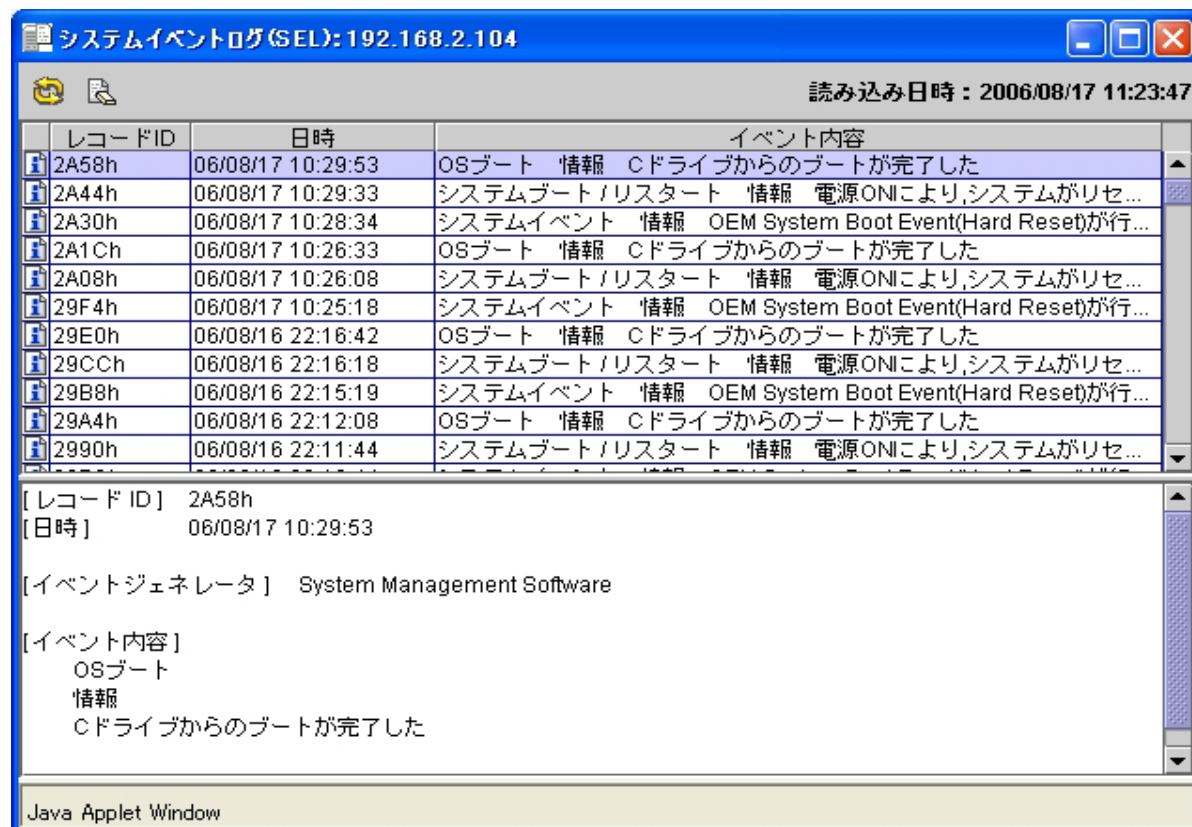 システムイベントログ(SEL): 192.168.2.104
読み込み日時：2006/08/17 11:23:47
レコードID 日時 イベント内容
2A58h 06/08/17 10:29:53 OSブート 情報 Cドライブからのブートが完了した
2A44h 06/08/17 10:29:33 システムブート / リスタート 情報 電源ONにより,システムがリセ...
2A30h 06/08/17 10:28:34 システムイベント 情報 OEM System Boot Event(Hard Reset)が行...
2A1Ch 06/08/17 10:26:33 OSブート 情報 Cドライブからのブートが完了した
2A08h 06/08/17 10:26:08 システムブート / リスタート 情報 電源ONにより,システムがリセ...
29F4h 06/08/17 10:25:18 システムイベント 情報 OEM System Boot Event(Hard Reset)が行...
29E0h 06/08/16 22:16:42 OSブート 情報 Cドライブからのブートが完了した
29CCh 06/08/16 22:16:18 システムブート / リスタート 情報 電源ONにより,システムがリセ...
29B8h 06/08/16 22:15:19 システムイベント 情報 OEM System Boot Event(Hard Reset)が行...
29A4h 06/08/16 22:12:08 OSブート 情報 Cドライブからのブートが完了した
2990h 06/08/16 22:11:44 システムブート / リスタート 情報 電源ONにより,システムがリセ...
[ レコード ID ] 2A58h
[ 日時 ] 06/08/17 10:29:53
[ イベントジェネレータ ] System Management Software
[ イベント内容 ]
OSブート
情報
Cドライブからのブートが完了した
Java Applet Window